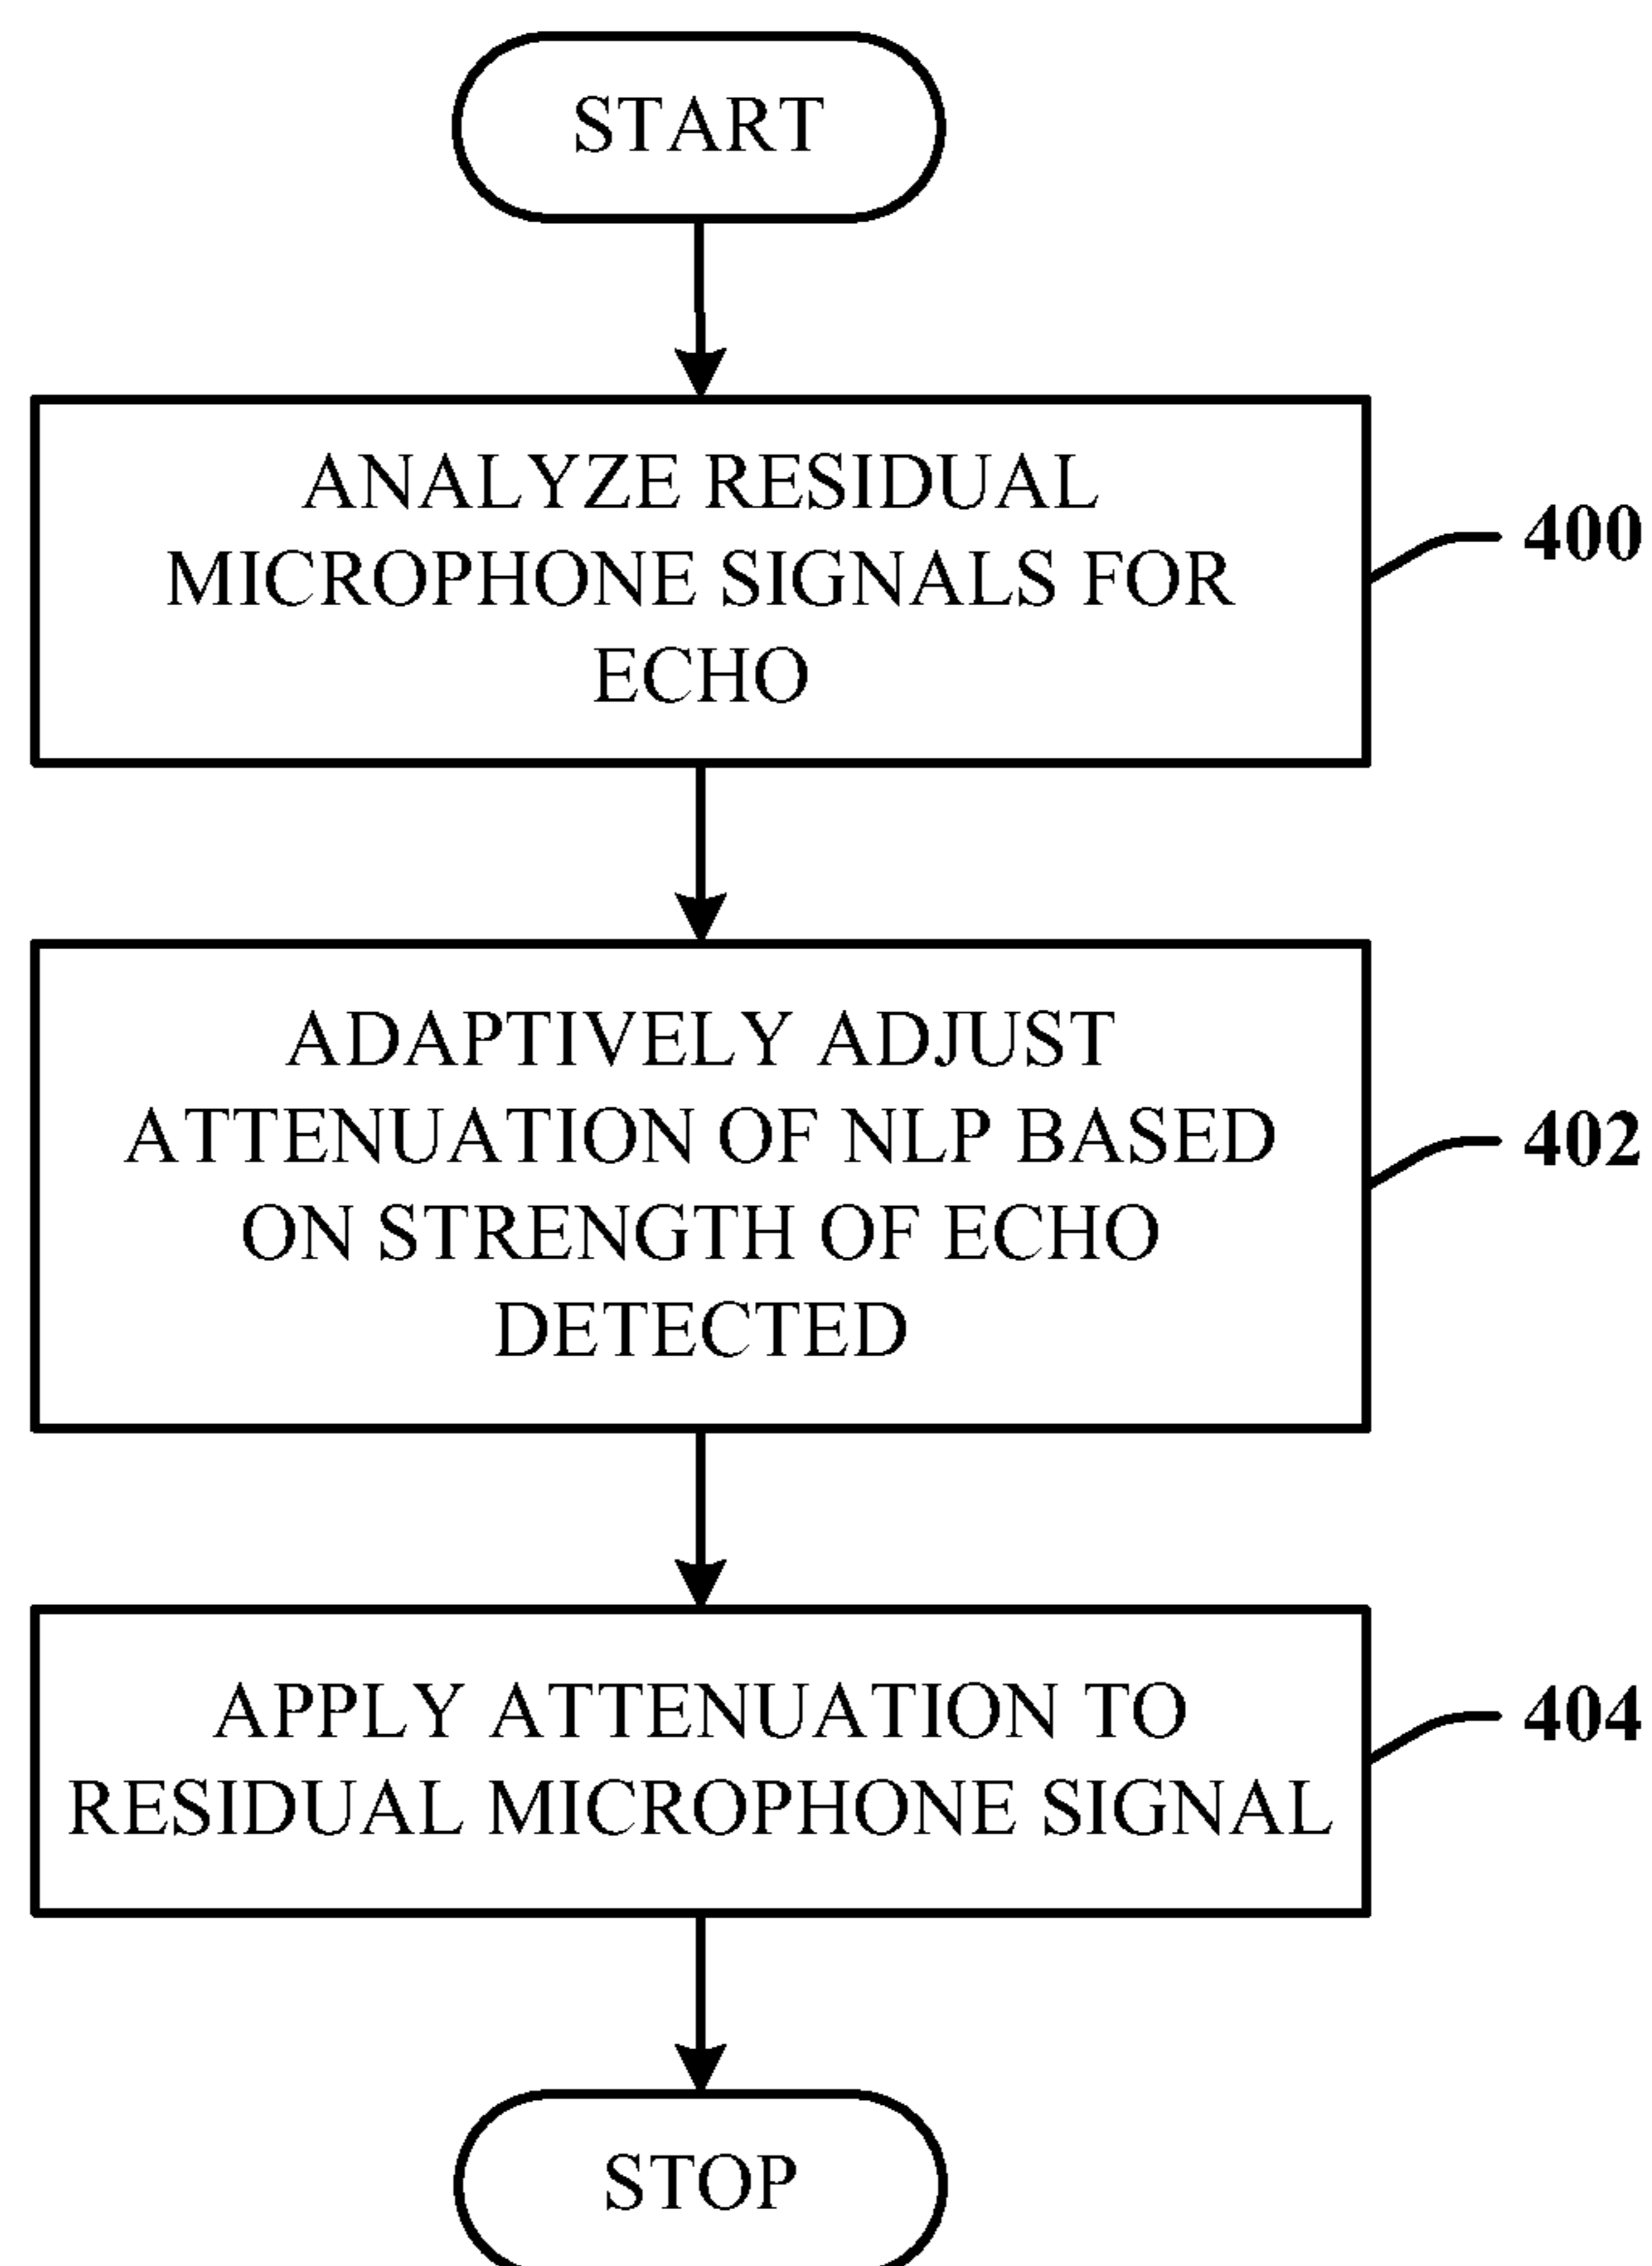 START
ANALYZE RESIDUAL
MICROPHONE SIGNALS FOR
ECHO
400
ADAPTIVELY ADJUST
ATTENUATION OF NLP BASED
ON STRENGTH OF ECHO
DETECTED
402
APPLY ATTENUATION TO
RESIDUAL MICROPHONE SIGNAL
404
STOP